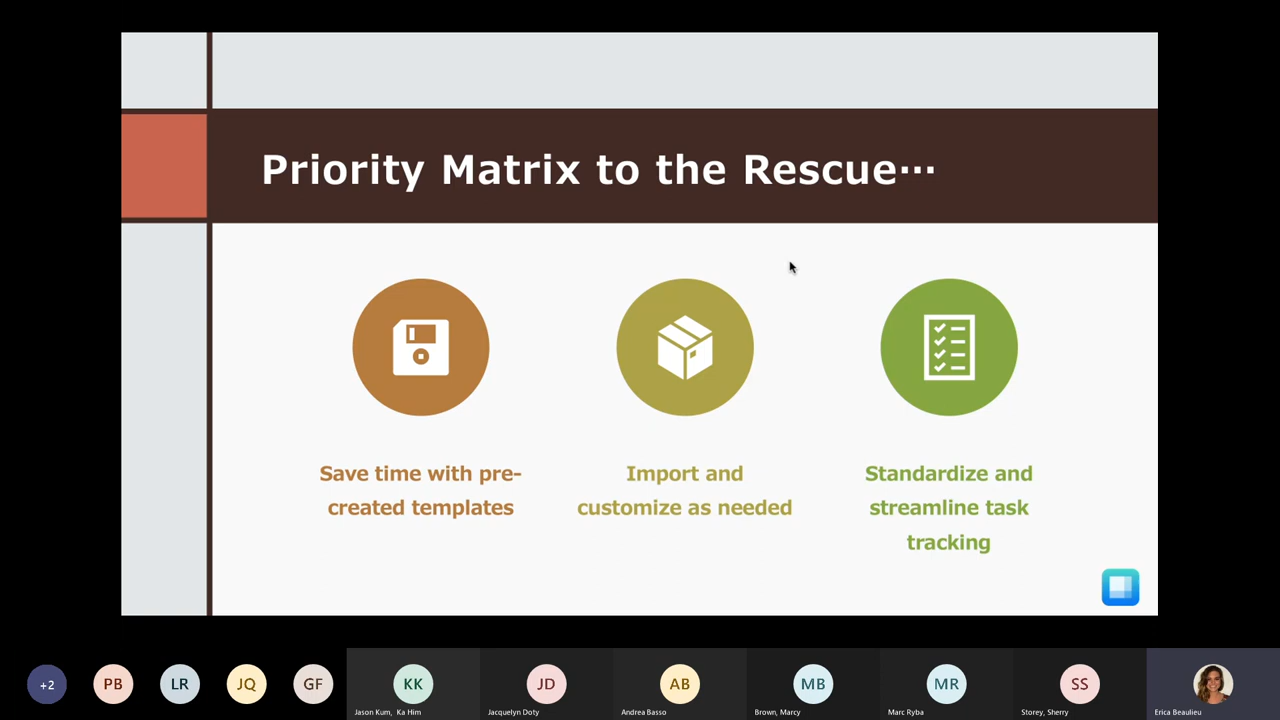 Priority Matrix to the Rescue…
Save time with pre-
created templates
Import and
customize as needed
Standardize and
streamline task
tracking
+2
PB
LR
JQ
GF
KK
JD
AB
MB
MR
SS
Jason Kum, Ka Him
Jacquelyn Doty
Andrea Basso
Brown, Marcy
Marc Ryba
Storey, Sherry
Erica Beaulieu